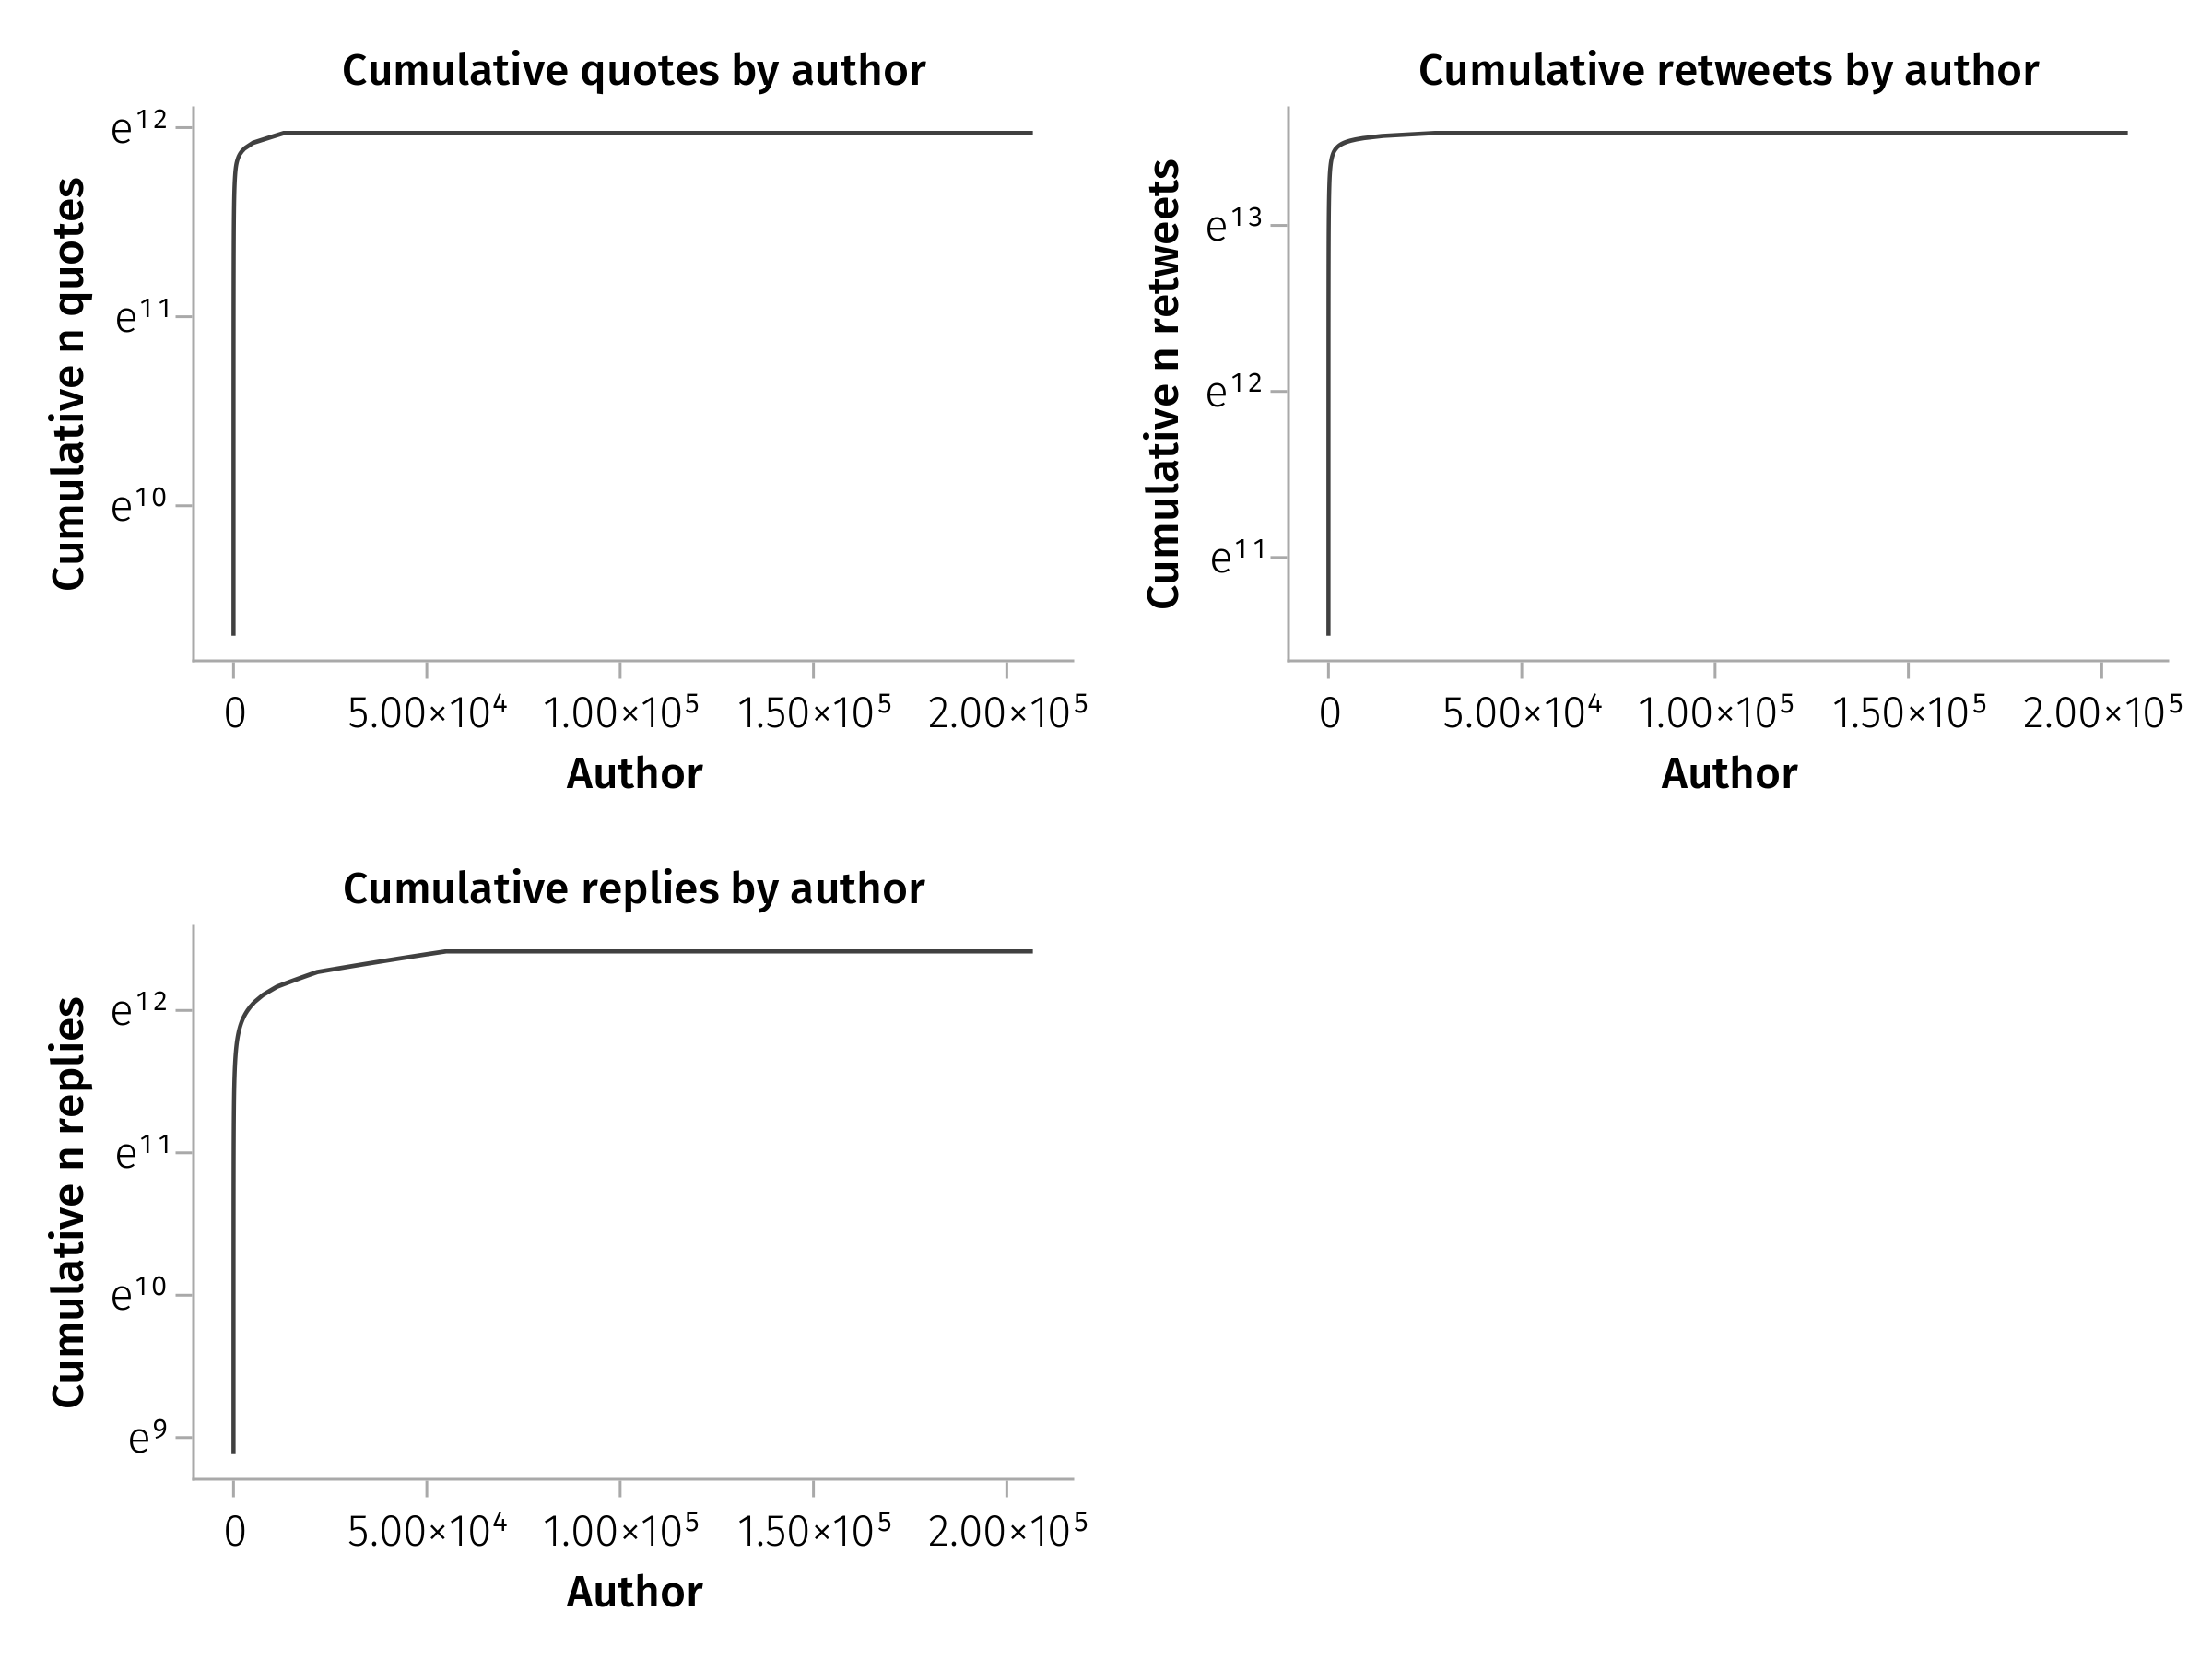 Cumulative quotes by author
Cumulative n quotes
e¹²
e¹¹
e¹⁰
0 5.00×10⁴ 1.00×10⁵ 1.50×10⁵ 2.00×10⁵
Author
Cumulative retweets by author
Cumulative n retweets
e¹³
e¹²
e¹¹
0 5.00×10⁴ 1.00×10⁵ 1.50×10⁵ 2.00×10⁵
Author
Cumulative replies by author
Cumulative n replies
e¹²
e¹¹
e¹⁰
e⁹
0 5.00×10⁴ 1.00×10⁵ 1.50×10⁵ 2.00×10⁵
Author